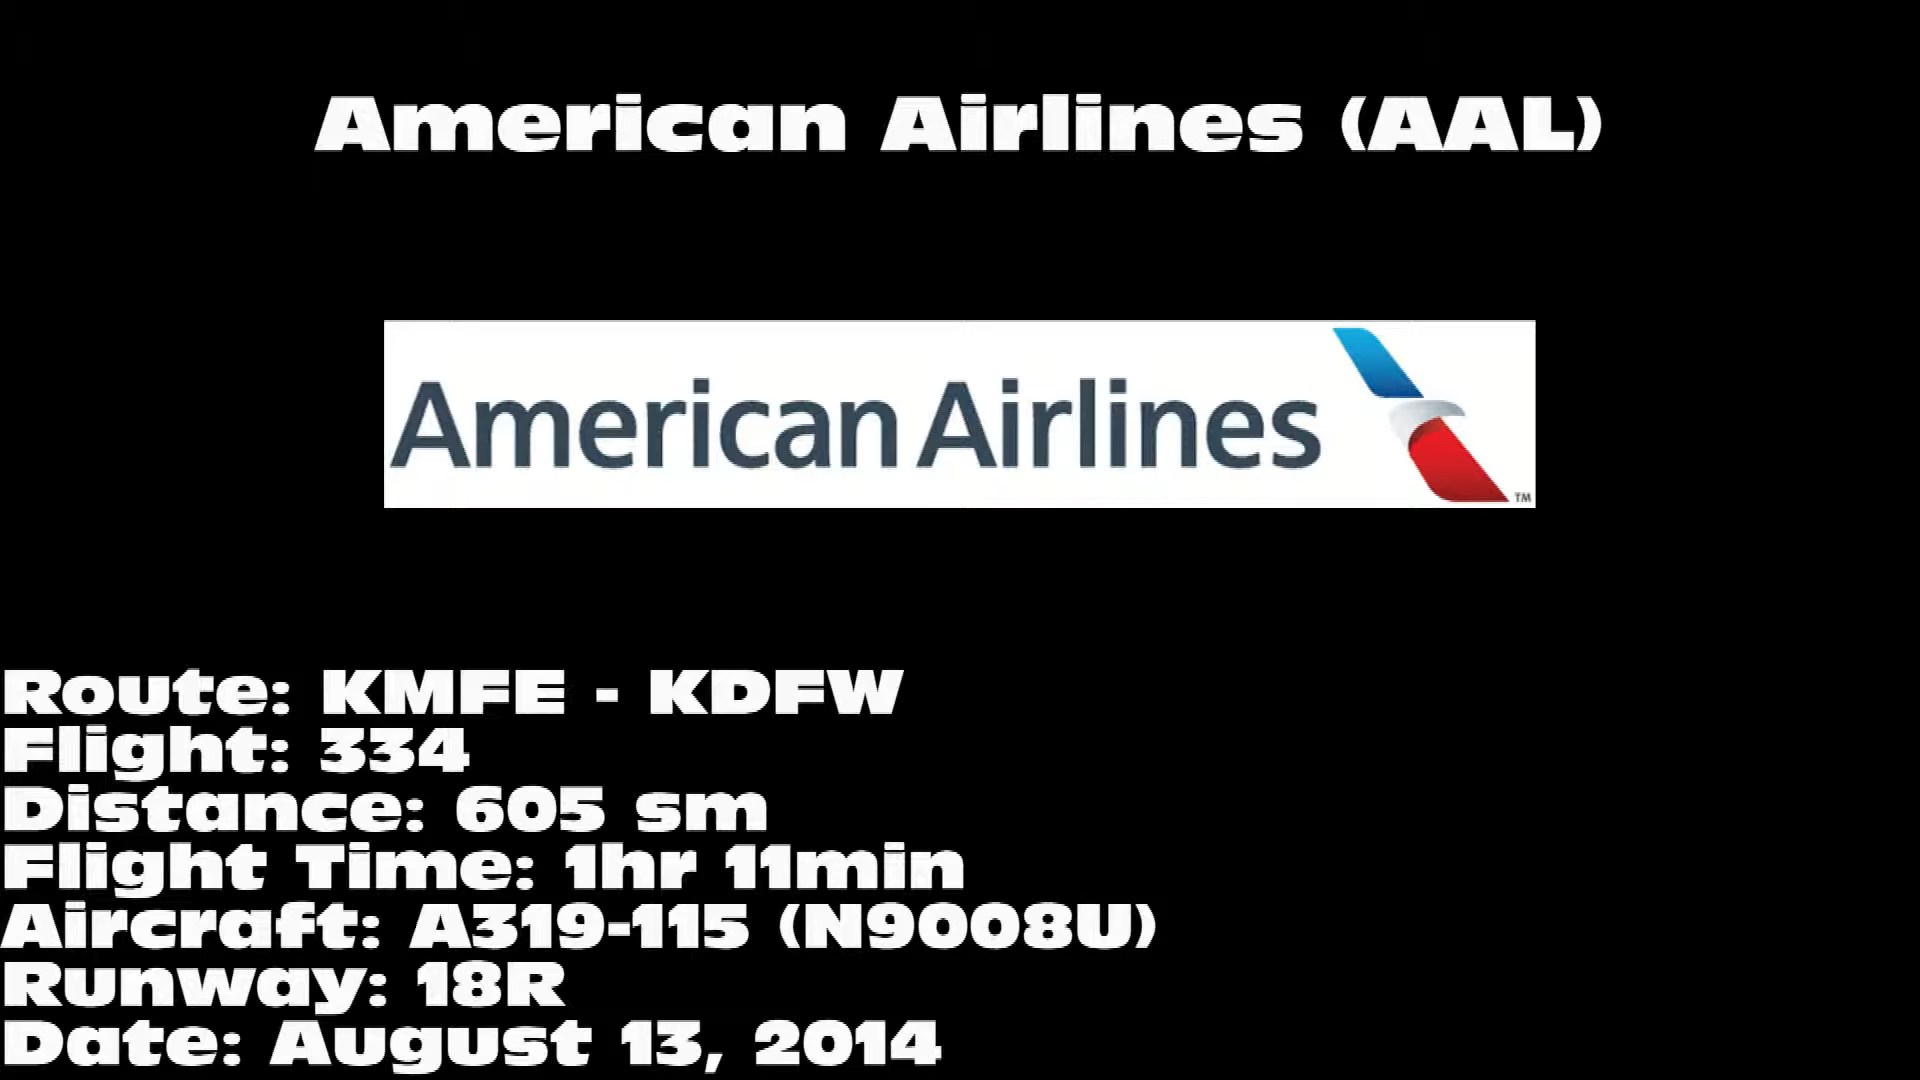 American Airlines (AAL)
American Airlines
TM
Route: KMFE - KDFW
Flight: 334
Distance: 605 sm
Flight Time: 1hr 11min
Aircraft: A319-115 (N9008U)
Runway: 18R
Date: August 13, 2014